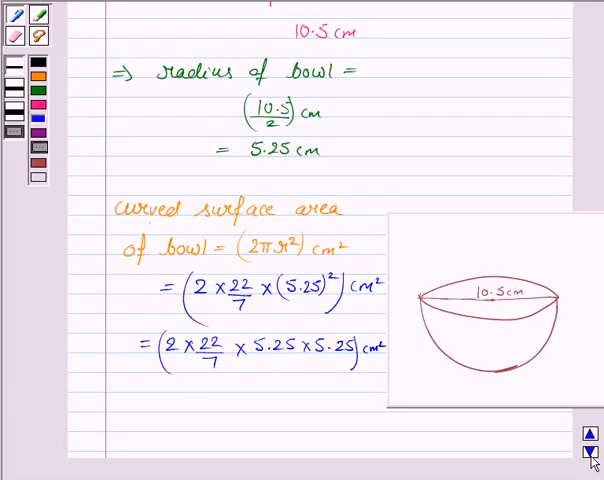 10.5 cm
⇒ radius of bowl =
(10.5/2) cm
= 5.25 cm
curved surface area
of bowl = (2πr²) cm²
= (2 × 22/7 × (5.25)²) cm²
= (2 × 22/7 × 5.25 × 5.25) cm²
10.5cm